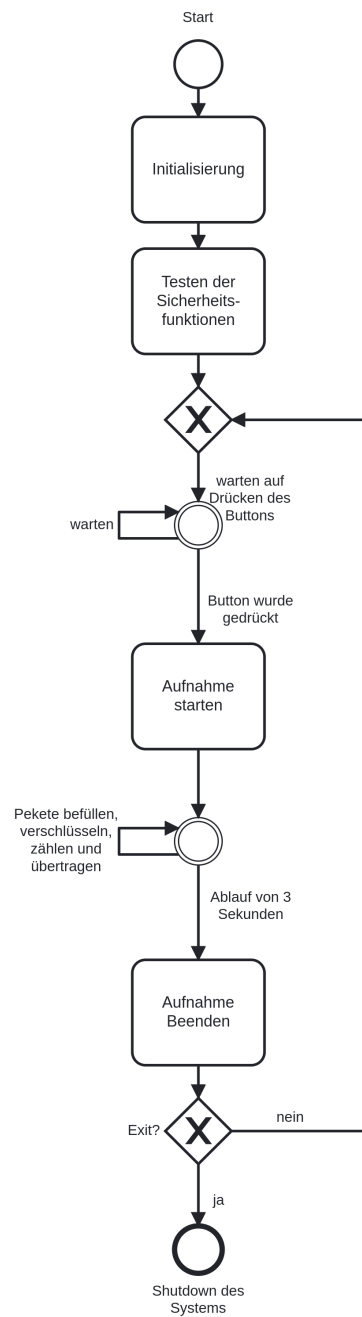 Start
Initialisierung
Testen der
Sicherheits-
funktionen
X
warten auf
Drücken des
Buttons
warten
Button wurde
gedrückt
Aufnahme
starten
Pekete befüllen,
verschlüsseln,
zählen und
übertragen
Ablauf von 3
Sekunden
Aufnahme
Beenden
Exit?
X
nein
ja
Shutdown des
Systems